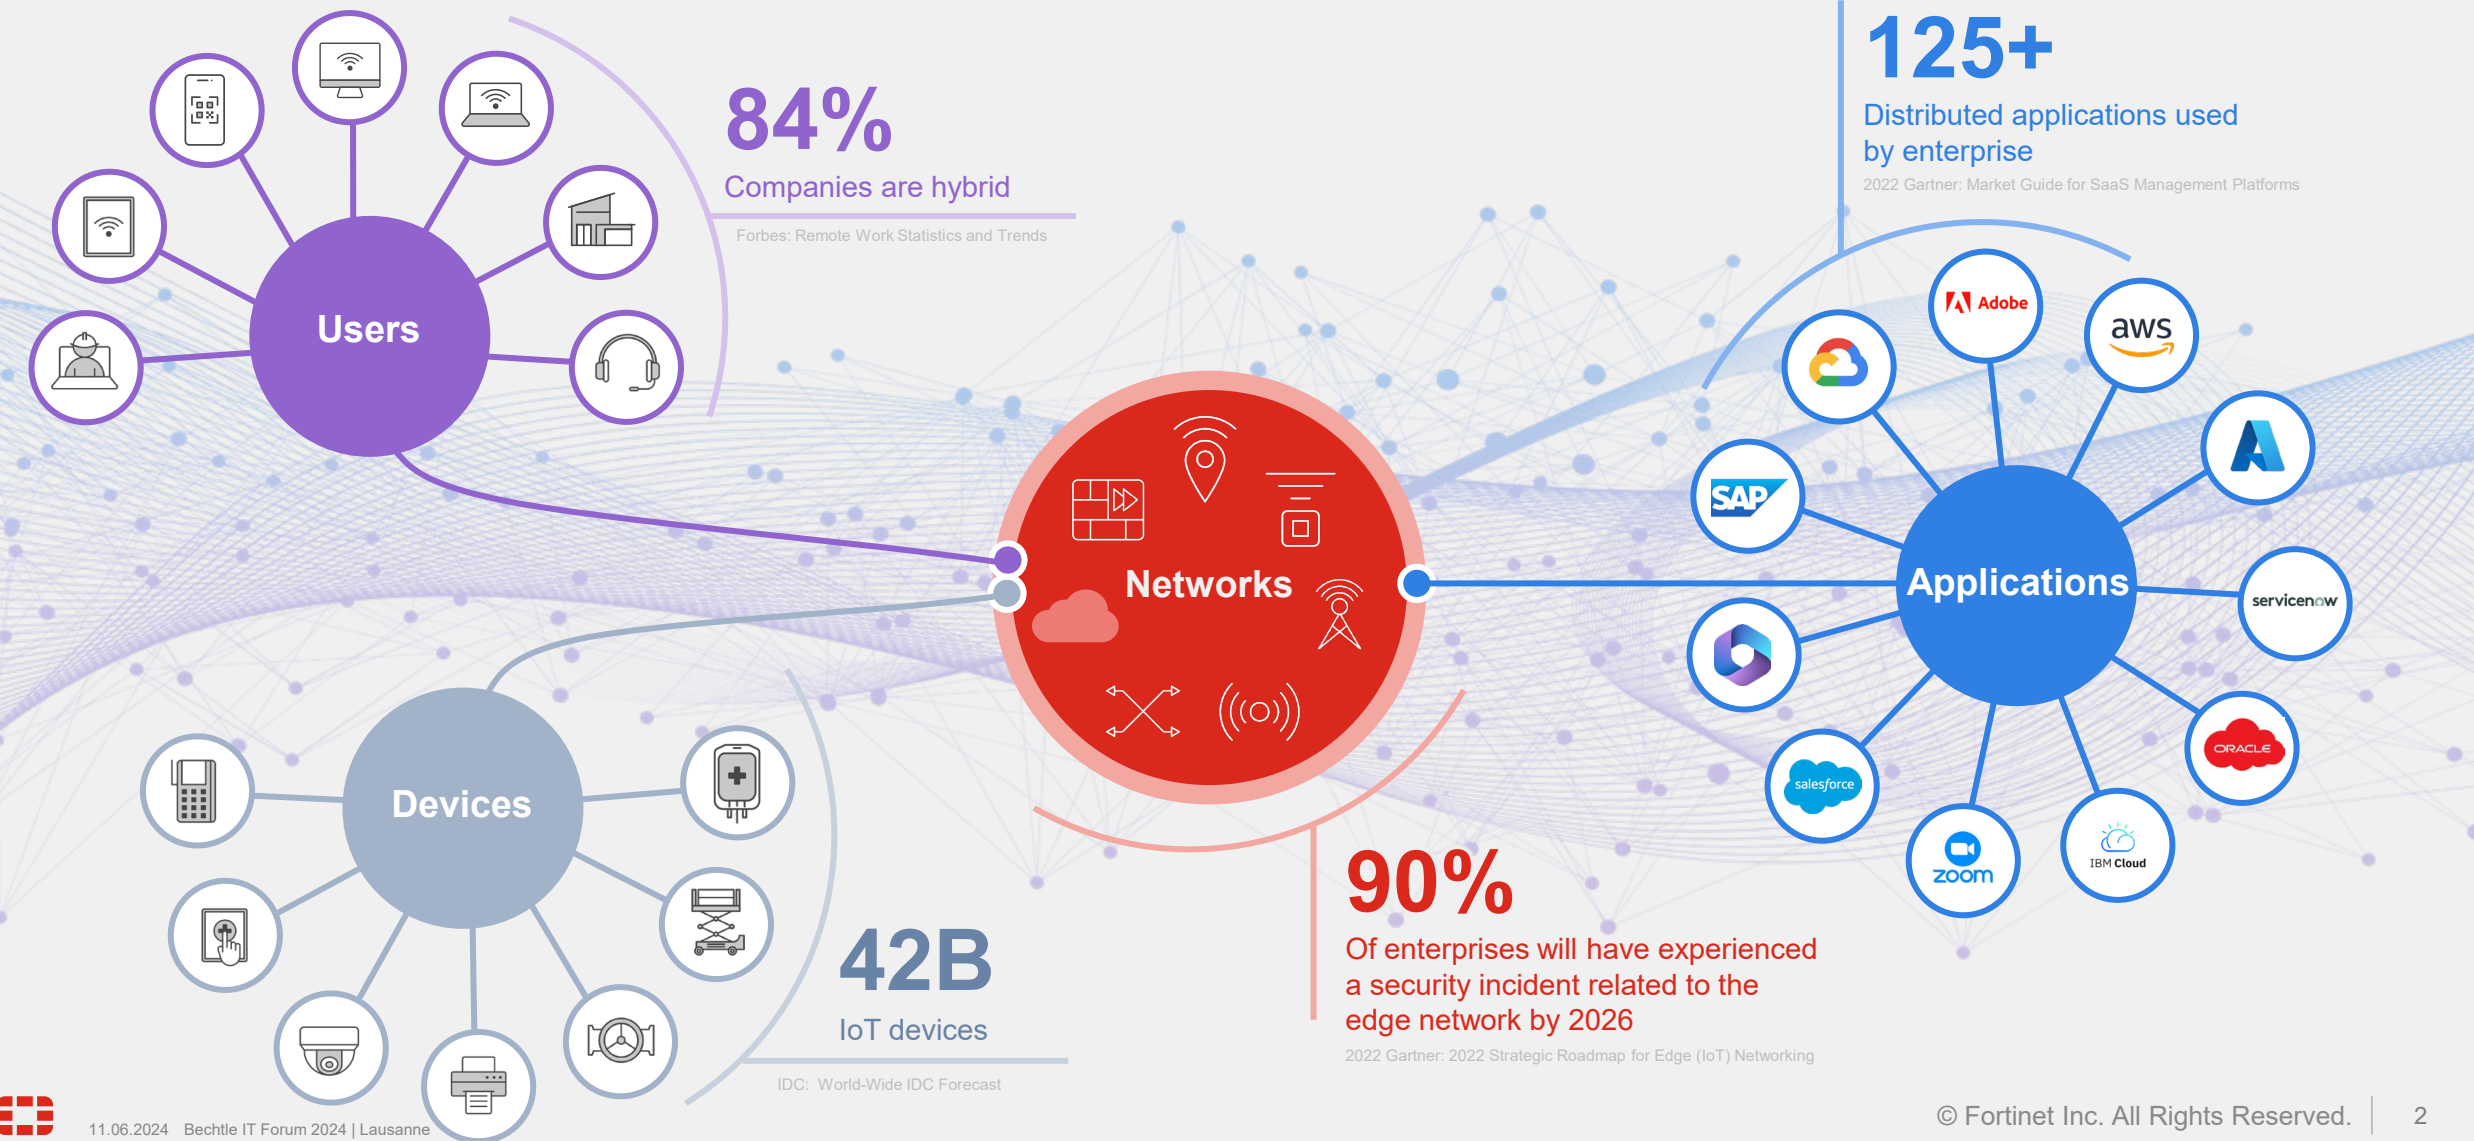 84%
Companies are hybrid
Forbes: Remote Work Statistics and Trends
125+
Distributed applications used
by enterprise
2022 Gartner: Market Guide for SaaS Management Platforms
Users
Networks
Applications
Adobe
aws
SAP
servicenow
ORACLE
IBM Cloud
zoom
salesforce
Devices
42B
IoT devices
IDC: World-Wide IDC Forecast
90%
Of enterprises will have experienced
a security incident related to the
edge network by 2026
2022 Gartner: 2022 Strategic Roadmap for Edge (IoT) Networking
11.06.2024 Bechtle IT Forum 2024 | Lausanne
© Fortinet Inc. All Rights Reserved. 2